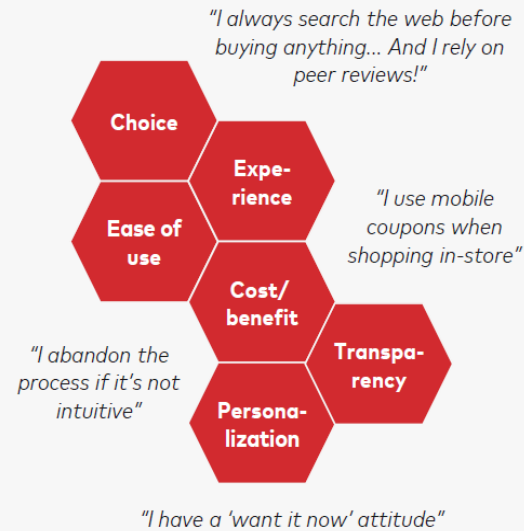 “I always search the web before
buying anything... And I rely on
peer reviews!”
Choice
Expe-
rience
“I use mobile
coupons when
shopping in-store”
Ease of
use
Cost/
benefit
“I abandon the
process if it’s not
intuitive”
Transpa-
rency
Persona-
lization
“I have a ‘want it now’ attitude”